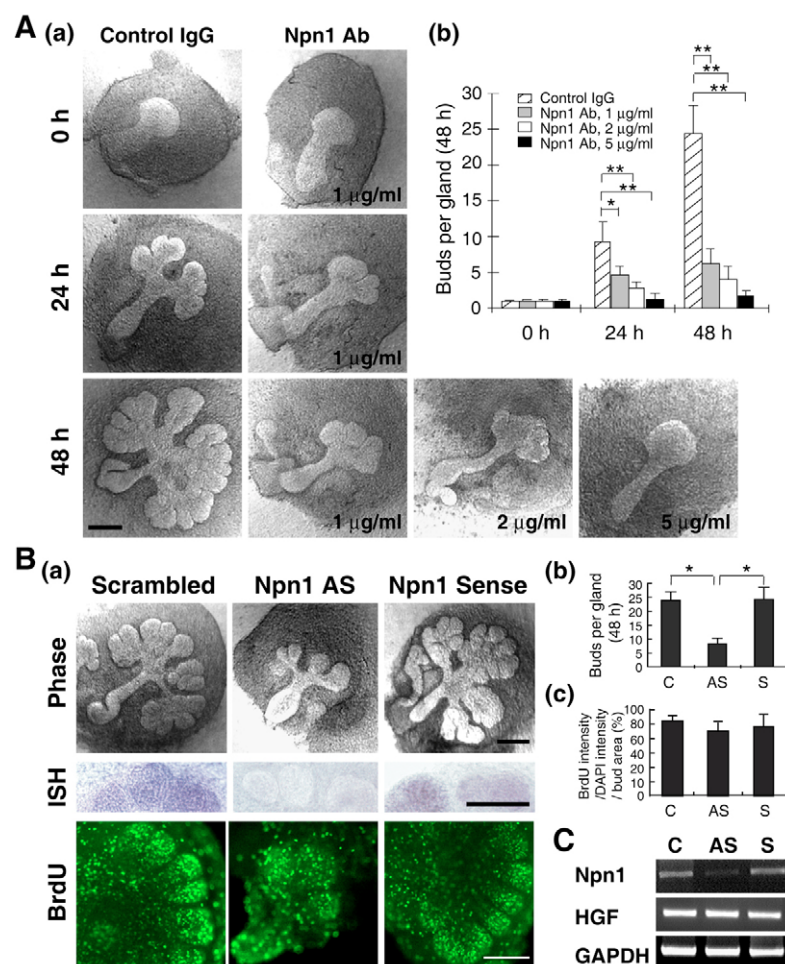 A (a) Control IgG Npn1 Ab
0 h
1 μg/ml
24 h
1 μg/ml
48 h
1 μg/ml
2 μg/ml
5 μg/ml
(b)
Buds per gland (48 h)
30
25
20
15
10
5
0
Control IgG
Npn1 Ab, 1 μg/ml
Npn1 Ab, 2 μg/ml
Npn1 Ab, 5 μg/ml
**
**
*
**
**
**
0 h 24 h 48 h
B (a) Scrambled Npn1 AS Npn1 Sense
Phase
ISH
BrdU
(b)
Buds per gland
(48 h)
30
25
20
15
10
5
0
* *
C AS S
(c)
BrdU intensity
/DAPI intensity
/ bud area (%)
100
80
60
40
20
0
C AS S
C C AS S
Npn1
HGF
GAPDH